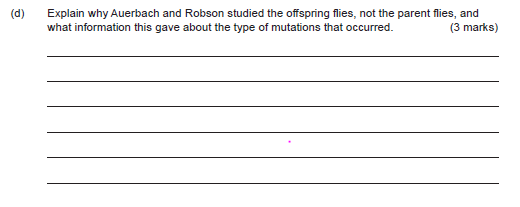 (d) Explain why Auerbach and Robson studied the offspring flies, not the parent flies, and
what information this gave about the type of mutations that occurred. (3 marks)